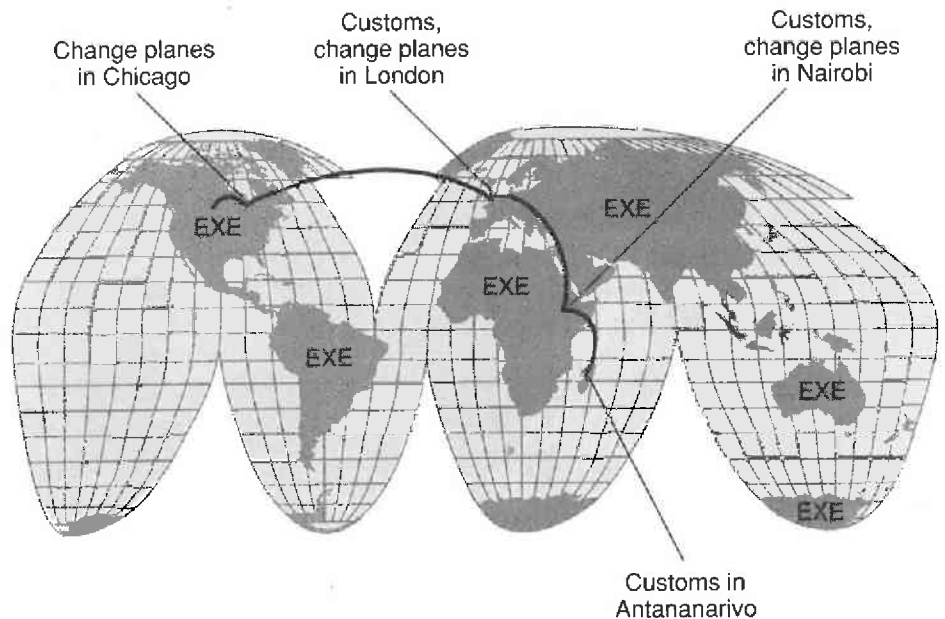 Change planes
in Chicago
Customs,
change planes
in London
Customs,
change planes
in Nairobi
EXE
EXE
EXE
EXE
EXE
EXE
Customs in
Antananarivo